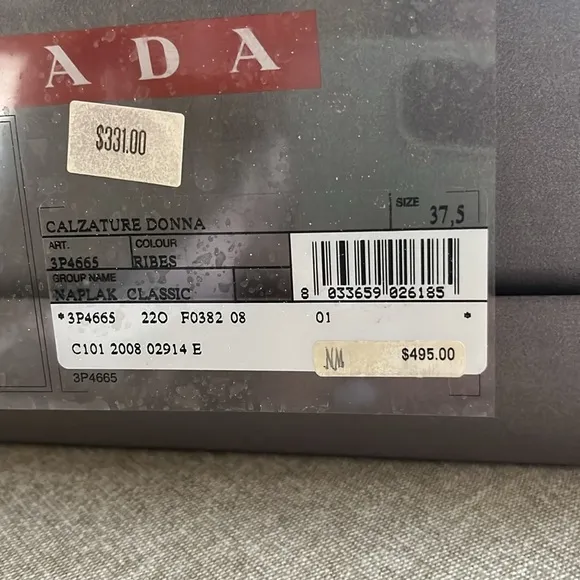 ADA
$331.00
CALZATURE DONNA
SIZE 37,5
ART. COLOUR
3P4665 RIBES
GROUP NAME
NAPLAK CLASSIC
8 033659 026185
*3P4665 22O F0382 08 01 *
C101 2008 02914 E
NM $495.00
3P4665